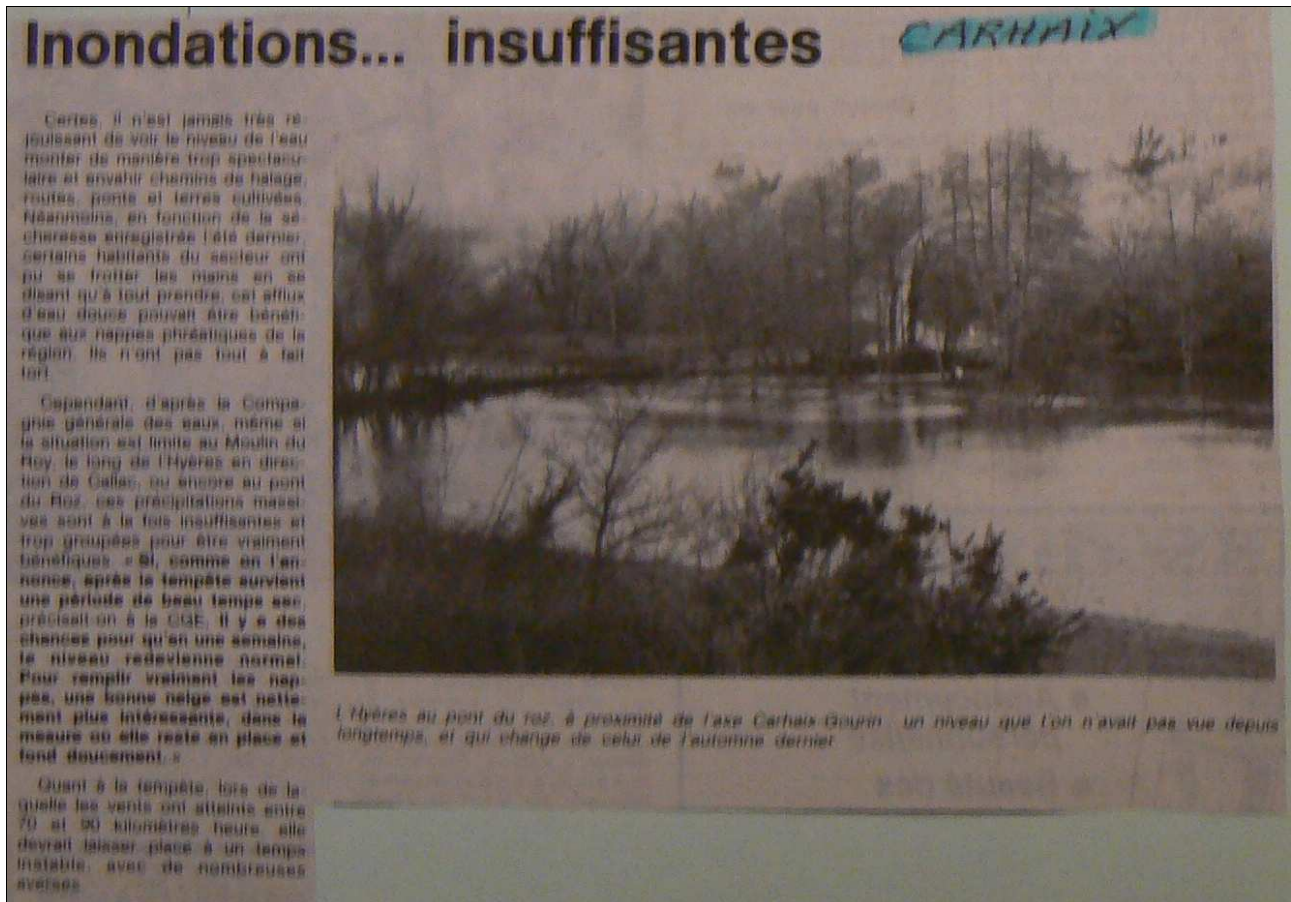 Inondations... insuffisantes
CARHAIX
Certes, il n'est jamais très ré-
jouissant de voir le niveau de l'eau
monter de manière trop spectacu-
laire et envahir chemins de halage,
routes, ponts et terres cultivées.
Néanmoins, en fonction de la sé-
cheresse enregistrée l'été dernier,
certains habitants du secteur ont
pu se frotter les mains en se
disant qu'à tout prendre, cet afflux
d'eau douce pouvait être bénéfi-
que aux nappes phréatiques de la
région. Ils n'ont pas tout à fait
tort.
Cependant, d'après la Compa-
gnie générale des eaux, même si
la situation est limite au Moulin du
Roy, le long de l'Hyères en direc-
tion de Callac, ou encore au pont
du Roz, ces précipitations massi-
ves sont à la fois insuffisantes et
trop groupées pour être vraiment
bénéfiques. « Si, comme on l'an-
nonce, après la tempête survient
une période de beau temps sec,
précisait-on à la CGE, il y a des
chances pour qu'en une semaine,
le niveau redevienne normal.
Pour remplir vraiment les nap-
pes, une bonne neige est nette-
ment plus intéressante, dans la
mesure où elle reste en place et
fond doucement. »
Quant à la tempête, lors de la-
quelle les vents ont atteints entre
70 et 90 kilomètres heure, elle
devrait laisser place à un temps
instable, avec de nombreuses
averses.
L'Hyères au pont du roz, à proximité de l'axe Carhaix-Gourin : un niveau que l'on n'avait pas vu depuis
longtemps, et qui change de celui de l'automne dernier.